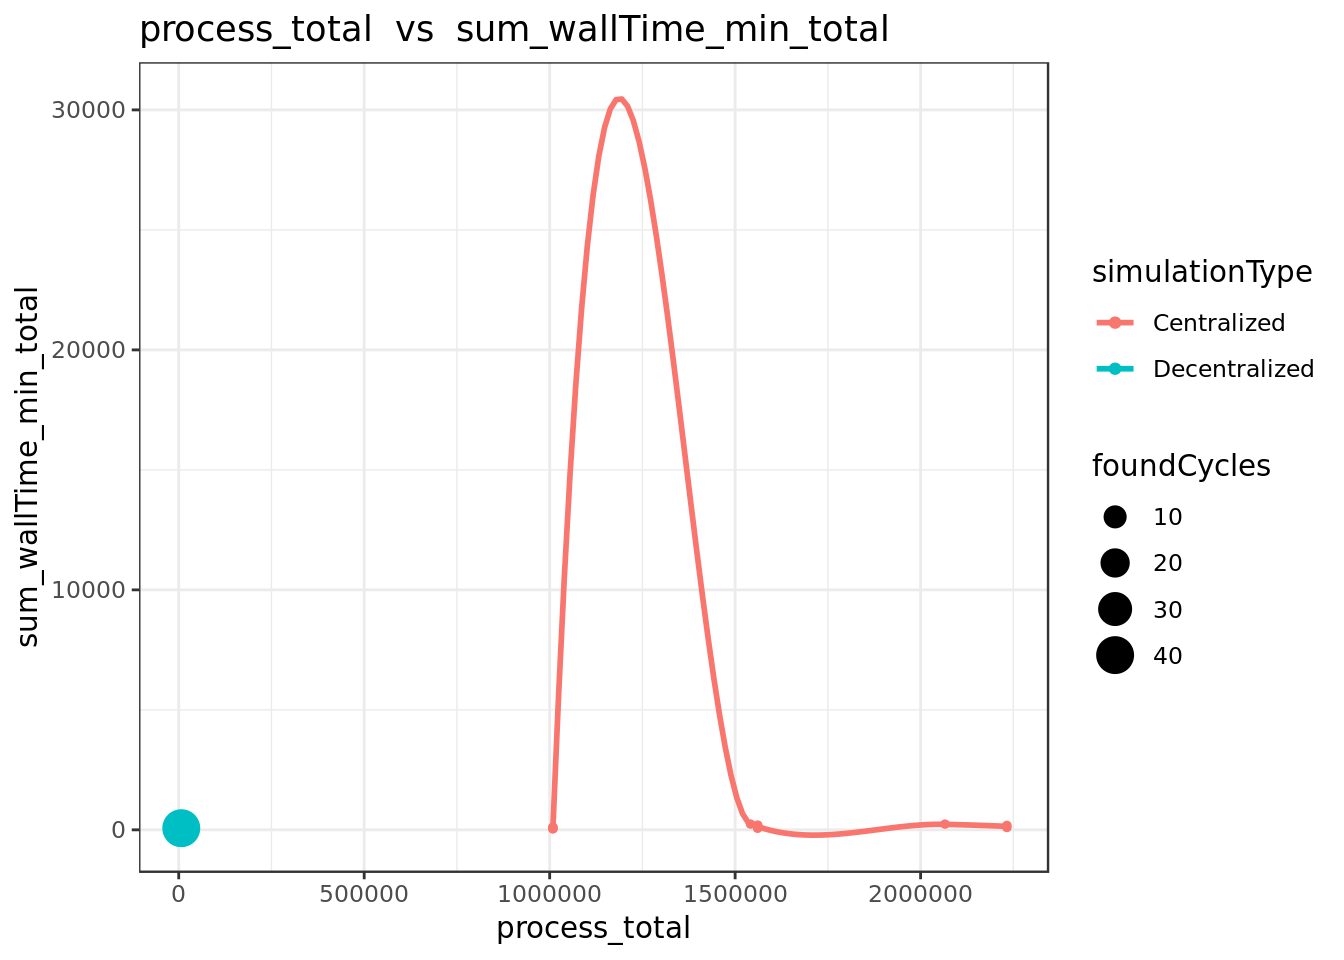 process_total  vs  sum_wallTime_min_total
sum_wallTime_min_total
30000
20000
10000
0
0
500000
1000000
1500000
2000000
process_total
simulationType
Centralized
Decentralized
foundCycles
10
20
30
40